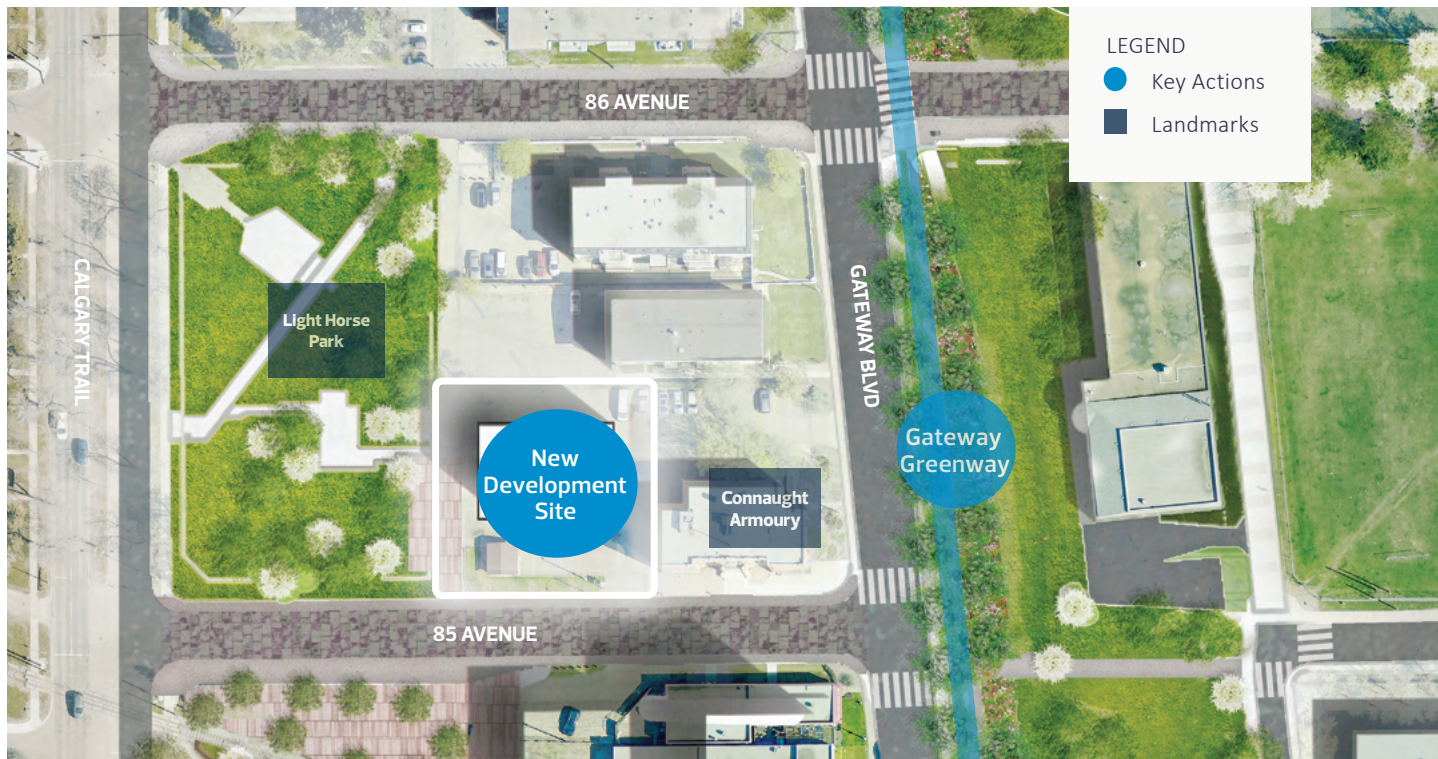 LEGEND
Key Actions
Landmarks
86 AVENUE
CALGARY TRAIL
GATEWAY BLVD
Light Horse
Park
New
Development
Site
Gateway
Greenway
Connaught
Armoury
85 AVENUE